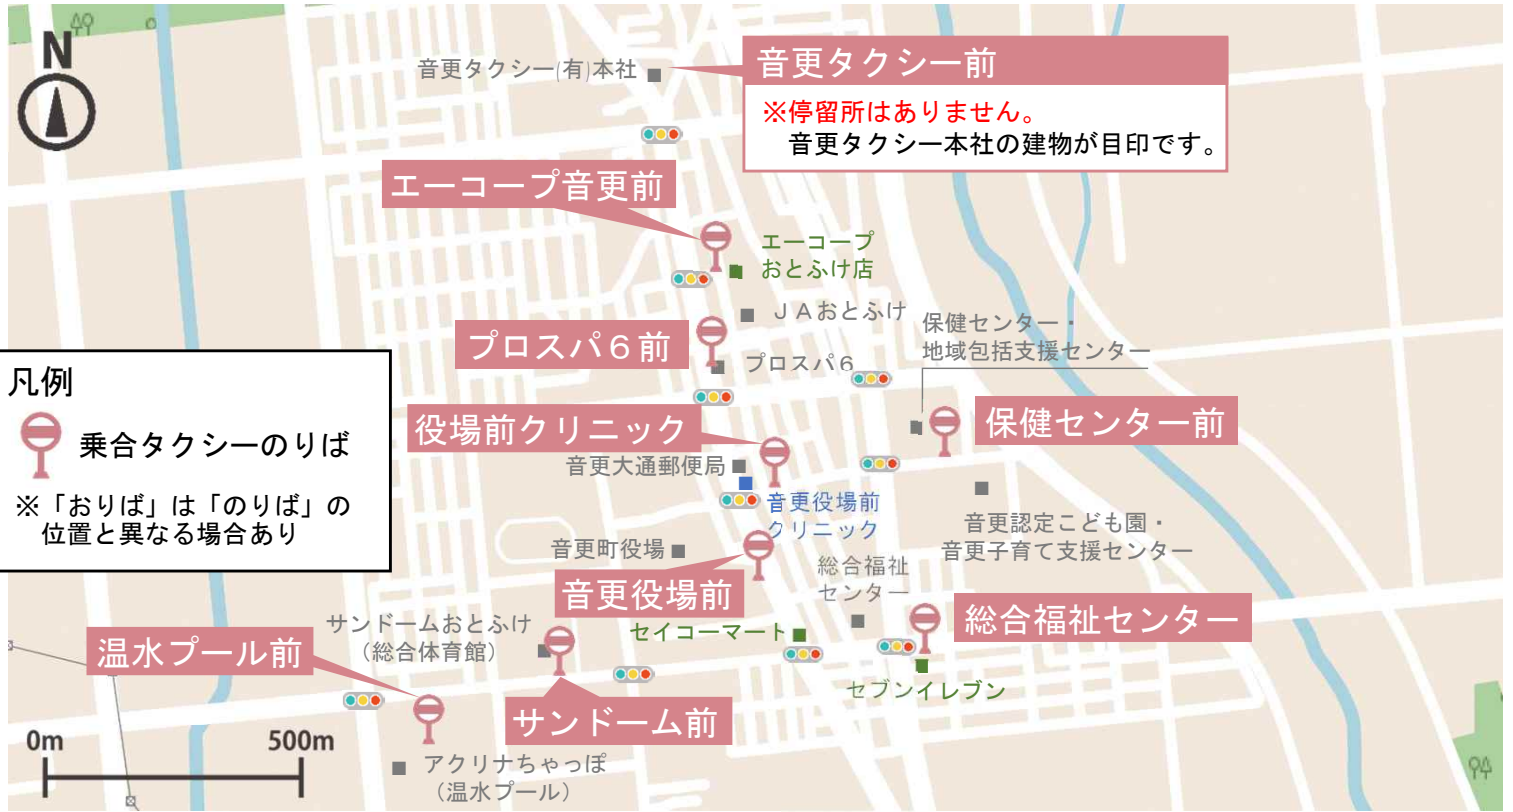 N
音更タクシー(有)本社
音更タクシー前
※停留所はありません。
音更タクシー本社の建物が目印です。
エーコープ音更前
エーコープ
おとふけ店
JAおとふけ
プロスパ6前
プロスパ6
保健センター・
地域包括支援センター
凡例
乗合タクシーのりば
※「おりば」は「のりば」の
位置と異なる場合あり
役場前クリニック
保健センター前
音更大通郵便局
音更役場前
クリニック
音更認定こども園・
音更子育て支援センター
音更町役場
音更役場前
総合福祉
センター
総合福祉センター
サンドームおとふけ
（総合体育館）
セイコーマート
温水プール前
セブンイレブン
サンドーム前
0m
500m
アクリナちゃっぽ
（温水プール）